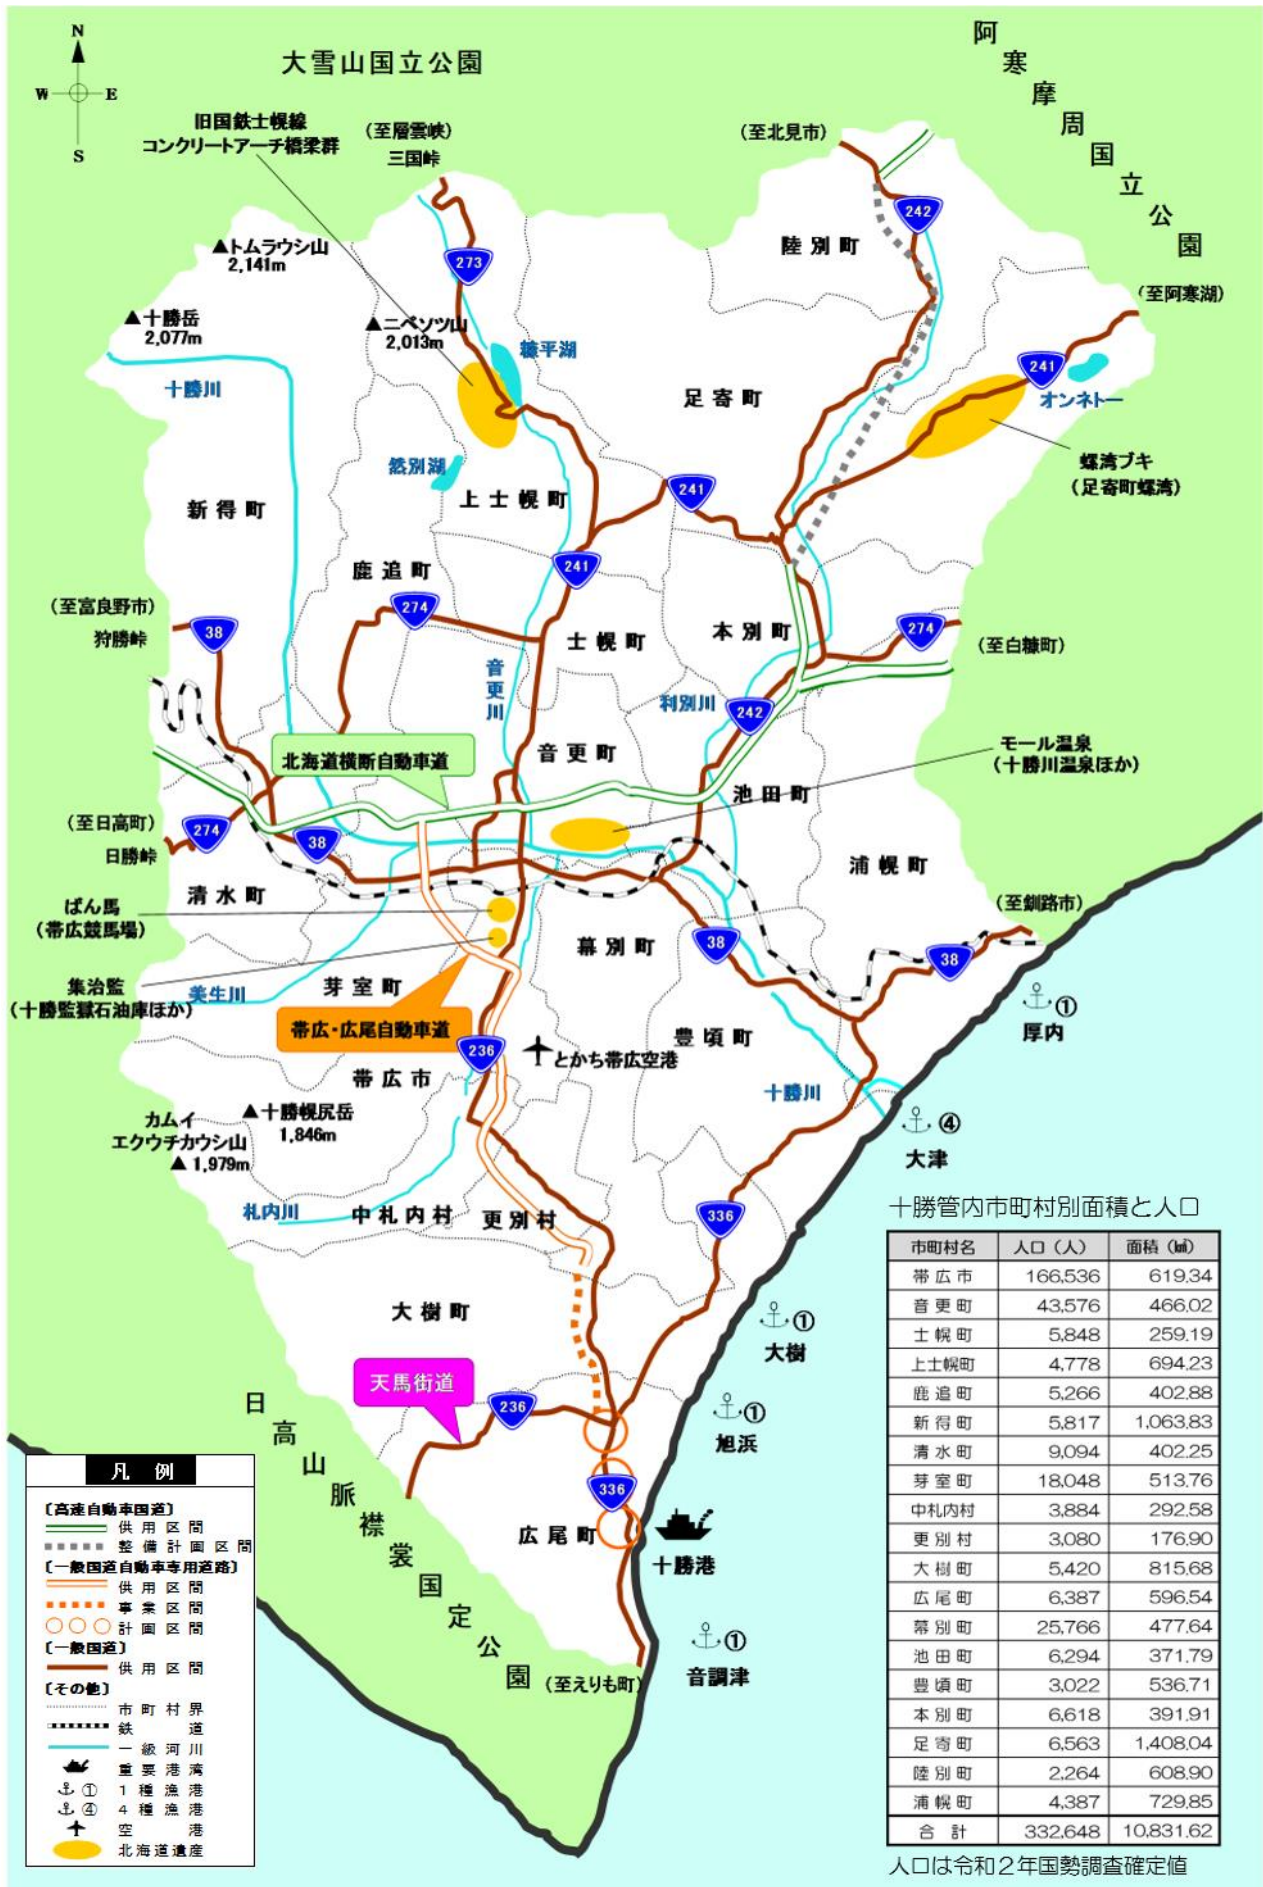 N
W
E
S
大雪山国立公園
阿寒摩周国立公園
旧国鉄士幌線
コンクリートアーチ橋梁群
(至層雲峡)
三国峠
(至北見市)
242
陸別町
▲トムラウシ山
2,141m
273
(至阿寒湖)
▲十勝岳
2,077m
▲ニペソツ山
2,013m
糠平湖
241
オンネトー
十勝川
足寄町
然別湖
螺湾ブキ
(足寄町螺湾)
上士幌町
241
新得町
鹿追町
241
(至富良野市)
狩勝峠
38
274
士幌町
本別町
274
(至白糠町)
音更川
利別川
242
北海道横断自動車道
音更町
モール温泉
(十勝川温泉ほか)
池田町
(至日高町)
日勝峠
274
38
浦幌町
清水町
ばん馬
(帯広競馬場)
(至釧路市)
幕別町
38
38
集治監
(十勝監獄石油庫ほか)
美生川
芽室町
①
厚内
帯広・広尾自動車道
236
とかち帯広空港
豊頃町
帯広市
十勝川
▲十勝幌尻岳
1,846m
カムイ
エクウチカウシ山
▲ 1,979m
④
大津
札内川
中札内村
更別村
336
大樹町
①
大樹
天馬街道
236
①
旭浜
日高山脈襟裳国定公園
336
広尾町
十勝港
①
音調津
(至えりも町)
凡 例
〔高速自動車国道〕
供用区間
整備計画区間
〔一般国道自動車専用道路〕
供用区間
事業区間
計画区間
〔一般国道〕
供用区間
〔その他〕
市町村界
鉄 道
一級河川
重要港湾
① 1種漁港
④ 4種漁港
空 港
北海道遺産
十勝管内市町村別面積と人口
市町村名 人口(人) 面積(㎢)
帯広市 166,536 619.34
音更町 43,576 466.02
士幌町 5,848 259.19
上士幌町 4,778 694.23
鹿追町 5,266 402.88
新得町 5,817 1,063.83
清水町 9,094 402.25
芽室町 18,048 513.76
中札内村 3,884 292.58
更別村 3,080 176.90
大樹町 5,420 815.68
広尾町 6,387 596.54
幕別町 25,766 477.64
池田町 6,294 371.79
豊頃町 3,022 536.71
本別町 6,618 391.91
足寄町 6,563 1,408.04
陸別町 2,264 608.90
浦幌町 4,387 729.85
合計 332,648 10,831.62
人口は令和2年国勢調査確定値